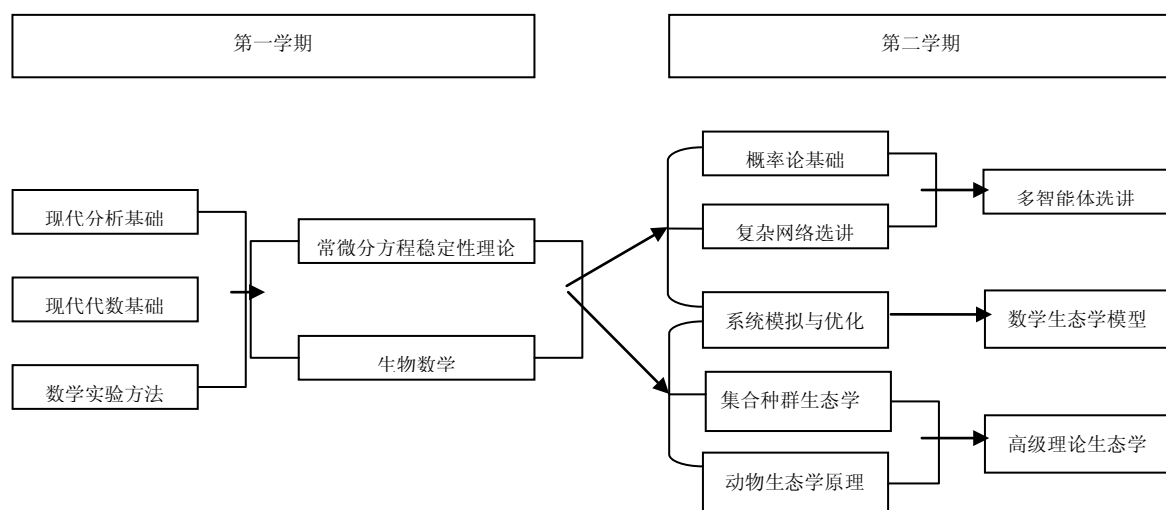 第一学期
第二学期
现代分析基础
现代代数基础
数学实验方法
常微分方程稳定性理论
生物数学
概率论基础
复杂网络选讲
系统模拟与优化
集合种群生态学
动物生态学原理
多智能体选讲
数学生态学模型
高级理论生态学